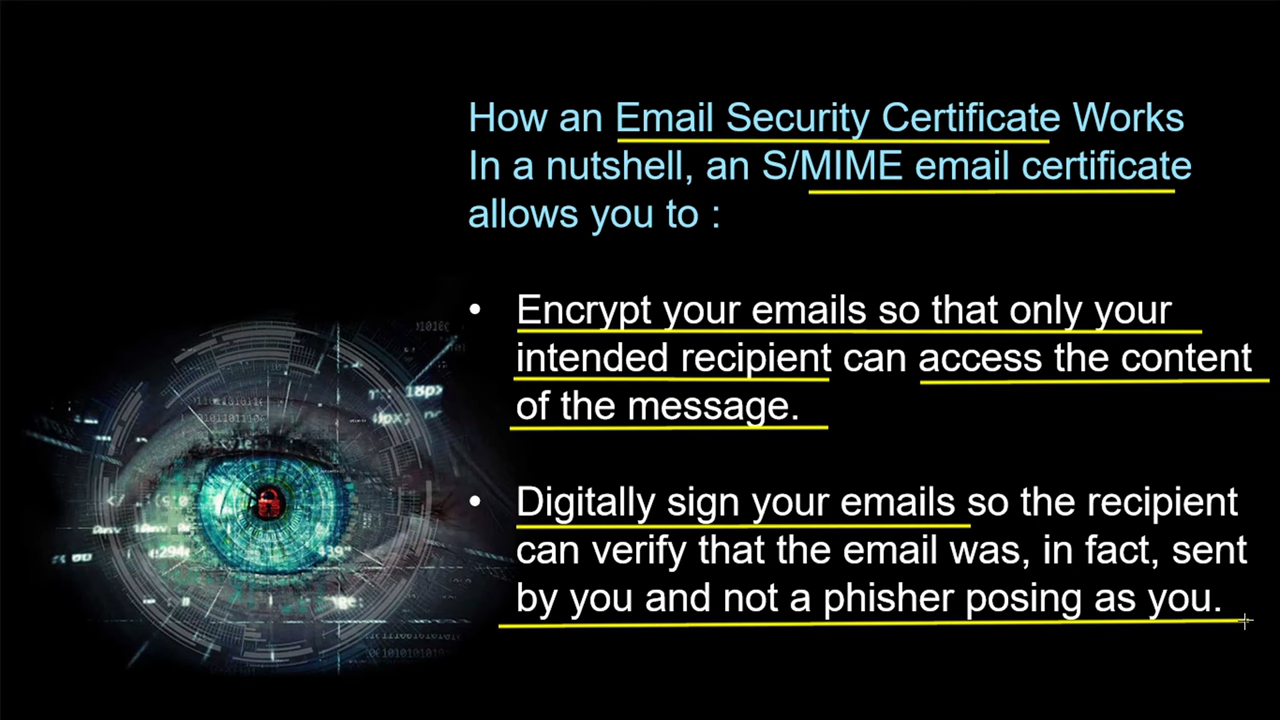 How an Email Security Certificate Works
In a nutshell, an S/MIME email certificate
allows you to :
• Encrypt your emails so that only your
intended recipient can access the content
of the message.
• Digitally sign your emails so the recipient
can verify that the email was, in fact, sent
by you and not a phisher posing as you.